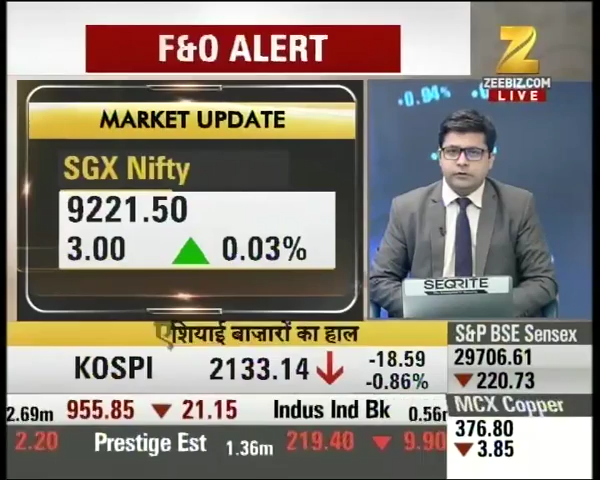 F&O ALERT
ZEEBIZ.COM
LIVE
MARKET UPDATE
SGX Nifty
9221.50
3.00 0.03%
0.94%
SEQRITE
एशियाई बाजारों का हाल
KOSPI 2133.14 -18.59
-0.86%
S&P BSE Sensex
29706.61
220.73
MCX Copper
376.80
3.85
2.69m 955.85 21.15 Indus Ind Bk 0.56m
2.20 Prestige Est 1.36m 219.40 9.90